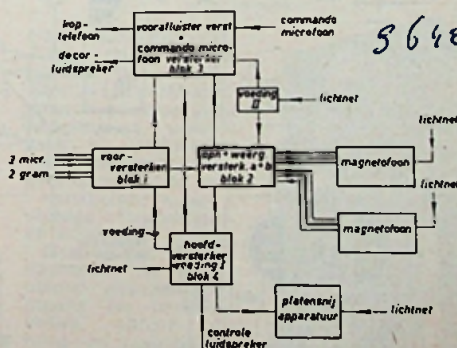 kop-
telefoon
decor-
luidspreker
voorafluister verst
+
commando micro-
foon versterker
blok 3
commando
microfoon
voeding
II
lichtnet
3 micr.
2 gram.
voor-
versterken
blok 1
opn + weerg
versterk. a + b
blok 2
magnetofoon
lichtnet
magnetofoon
lichtnet
voeding
lichtnet
hoofd-
versterker
voeding I
blok 4
platensnij
apparatuur
lichtnet
controle
luidspreker